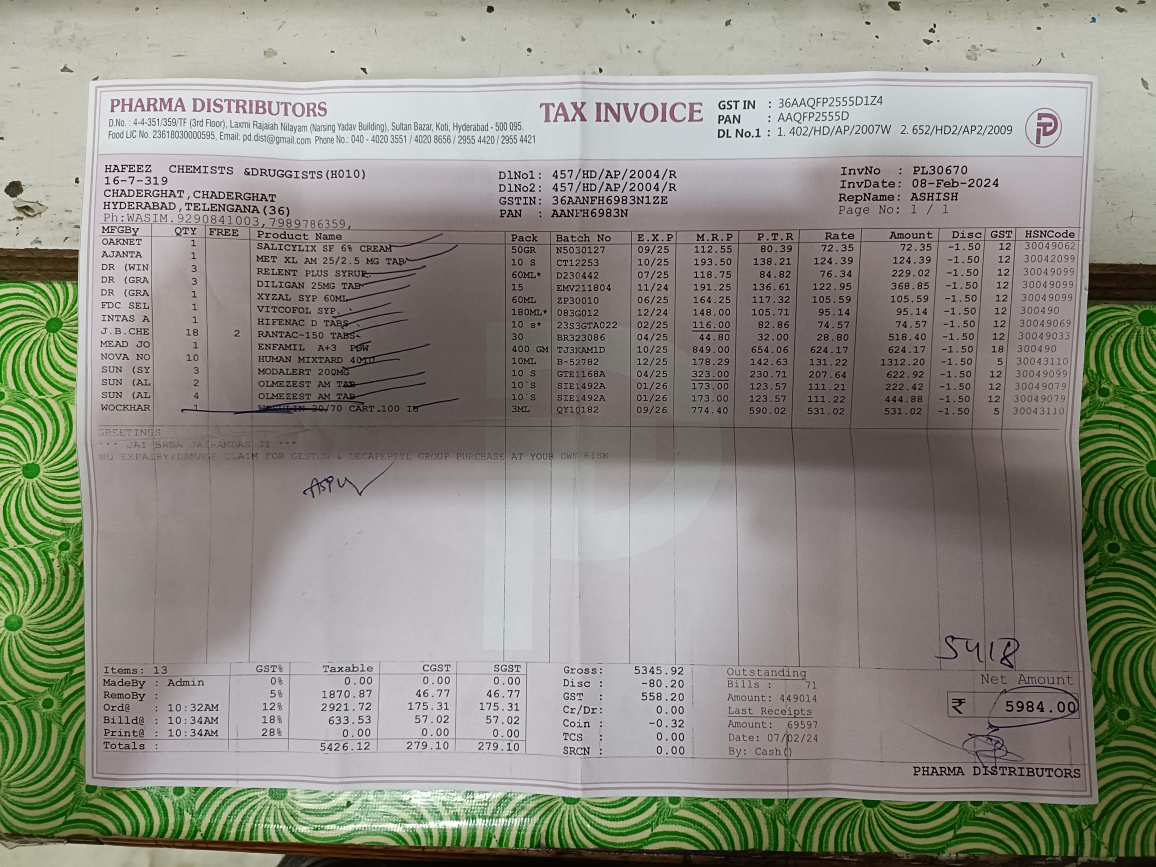 PHARMA DISTRIBUTORS
D.No. : 4-4-351/359/TF (3rd Floor), Laxmi Rajaiah Nilayam (Narsing Yadav Building), Sultan Bazar, Koti, Hyderabad - 500 095.
Food LIC No. 23618030000595, Email: pd.dist@gmail.com Phone No.: 040 - 4020 3551 / 4020 8656 / 2955 4420 / 2955 4421
TAX INVOICE
GST IN : 36AAQFP2555D1Z4
PAN : AAQFP2555D
DL No.1 : 1. 402/HD/AP/2007W 2. 652/HD2/AP2/2009
HAFEEZ CHEMISTS &DRUGGISTS(H010)
16-7-319
CHADERGHAT,CHADERGHAT
HYDERABAD,TELENGANA(36)
Ph:WASIM.9290841003,7989786359,
DlNo1: 457/HD/AP/2004/R
DlNo2: 457/HD/AP/2004/R
GSTIN: 36AANFH6983N1ZE
PAN : AANFH6983N
InvNo : PL30670
InvDate: 08-Feb-2024
RepName: ASHISH
Page No: 1 / 1
MFGBy QTY FREE Product Name Pack Batch No E.X.P M.R.P P.T.R Rate Amount Disc GST HSNCode
OAKNET 1 SALICYLIX SF 6% CREAM 50GR N5030127 09/25 112.55 80.39 72.35 72.35 -1.50 12 30049062
AJANTA 1 MET XL AM 25/2.5 MG TAB 10 S CT12253 10/25 193.50 138.21 124.39 124.39 -1.50 12 30042099
DR (WIN 3 RELENT PLUS SYRUP 60ML* D230442 07/25 118.75 84.82 76.34 229.02 -1.50 12 30049099
DR (GRA 3 DILIGAN 25MG TAB 15 EMV211804 11/24 191.25 136.61 122.95 368.85 -1.50 12 30049099
DR (GRA 1 XYZAL SYP 60ML 60ML ZP30010 06/25 164.25 117.32 105.59 105.59 -1.50 12 30049099
FDC SEL 1 VITCOFOL SYP 180ML* 083G012 12/24 148.00 105.71 95.14 95.14 -1.50 12 300490
INTAS A 1 HIFENAC D TABS 10 s* 23S3GTA022 02/25 116.00 82.86 74.57 74.57 -1.50 12 30049069
J.B.CHE 18 2 RANTAC-150 TABS 30 BR323086 04/25 44.80 32.00 28.80 518.40 -1.50 12 30049033
MEAD JO 1 ENFAMIL A+3 POW 400 GM TJ3KAM1D 10/24 849.00 654.06 624.17 624.17 -1.50 18 300490
NOVA NO 10 HUMAN MIXTARD 40IU 10ML B-52782 12/25 178.29 142.63 131.22 1312.20 -1.50 5 30043110
SUN (SY 3 MODALERT 200MG 10 S GTE1168A 04/25 323.00 230.71 207.64 622.92 -1.50 12 30049099
SUN (AL 2 OLMEZEST AM TAB 10`S SIE1492A 01/26 173.00 123.57 111.21 222.42 -1.50 12 30049079
SUN (AL 4 OLMEZEST AM TAB 10`S SIE1492A 01/26 173.00 123.57 111.22 444.88 -1.50 12 30049079
WOCKHAR 1 30/70 CART.100 IU 3ML QY10182 09/26 774.40 590.02 531.02 531.02 -1.50 5 30043110
GREETINGS
*** JAI BABA JAIRAMDAS JI ***
NO EXPAIRY/DAMAGE CLAIM FOR GESTON & DECAPEPTYL GROUP PURCHASE AT YOUR OWN RISK
5418
Items: 13 GST% Taxable CGST SGST
MadeBy : Admin 0% 0.00 0.00 0.00
RemoBy : 5% 1870.87 46.77 46.77
Ord@ : 10:32AM 12% 2921.72 175.31 175.31
Billd@ : 10:34AM 18% 633.53 57.02 57.02
Print@ : 10:34AM 28% 0.00 0.00 0.00
Totals : 5426.12 279.10 279.10
Gross: 5345.92
Disc : -80.20
GST : 558.20
Cr/Dr: 0.00
Coin : -0.32
TCS : 0.00
SRCN : 0.00
Outstanding
Bills : 71
Amount: 449014
Last Receipts
Amount: 69597
Date: 07/02/24
By: Cash()
Net Amount
₹ 5984.00
PHARMA DISTRIBUTORS